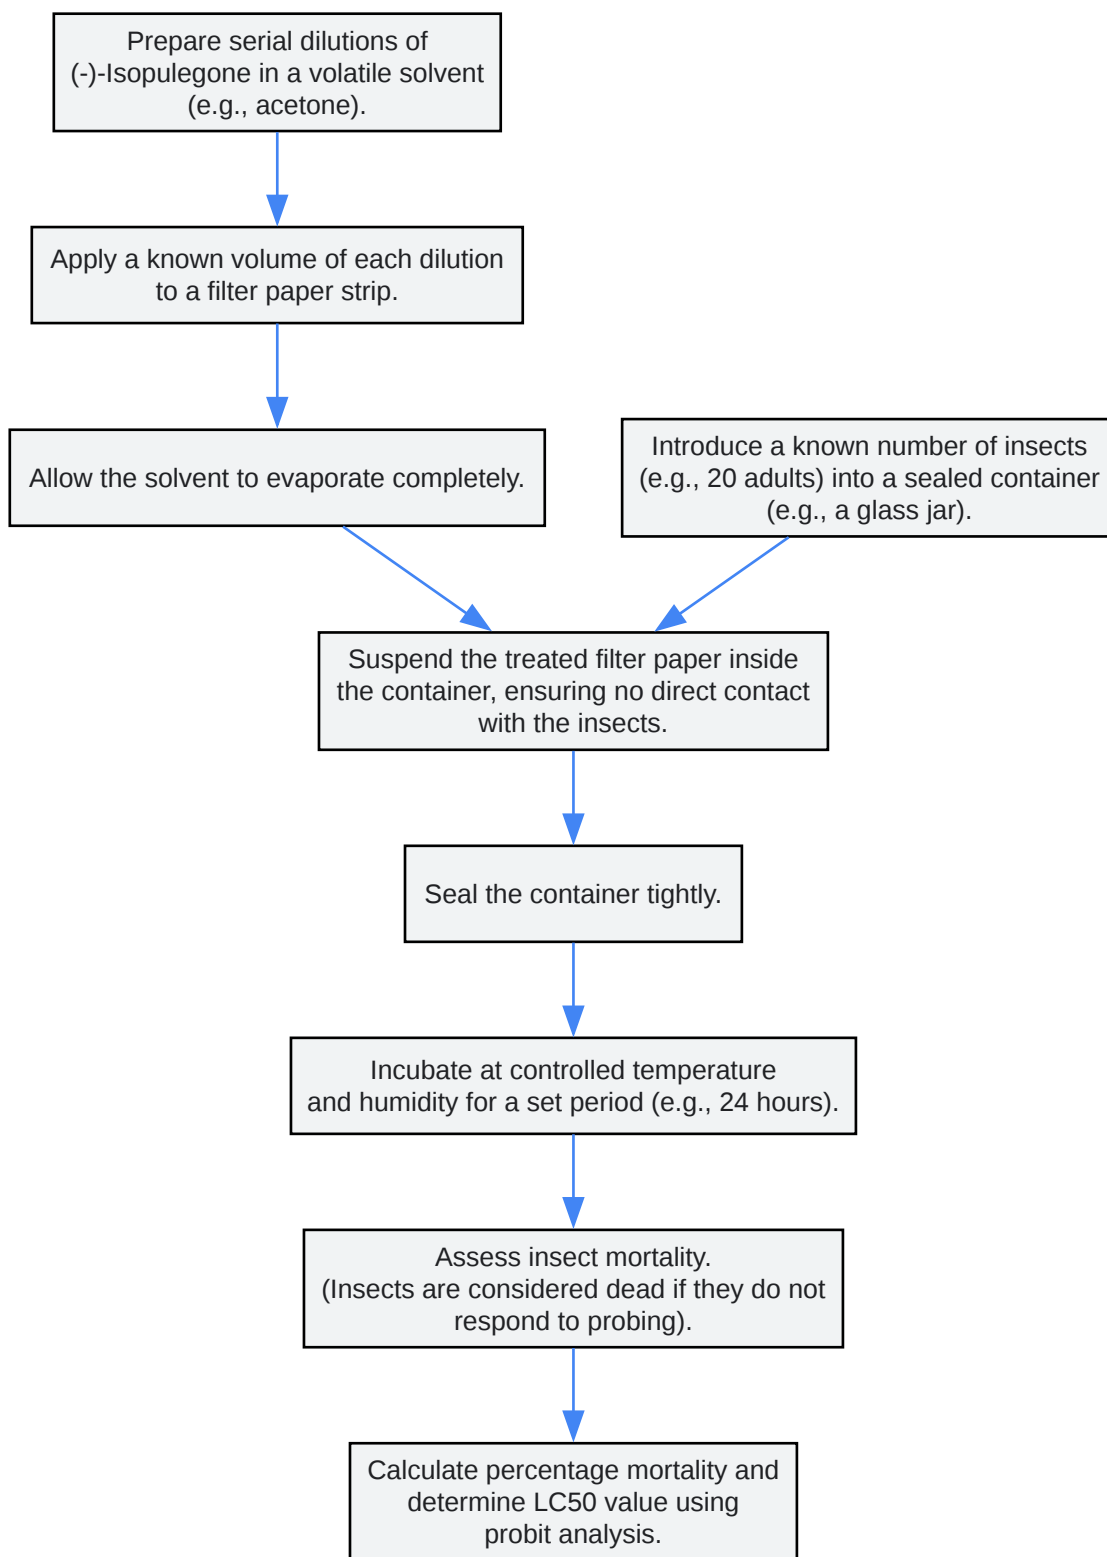 Prepare serial dilutions of
(-)-Isopulegone in a volatile solvent
(e.g., acetone).
Apply a known volume of each dilution
to a filter paper strip.
Allow the solvent to evaporate completely.
Introduce a known number of insects
(e.g., 20 adults) into a sealed container
(e.g., a glass jar).
Suspend the treated filter paper inside
the container, ensuring no direct contact
with the insects.
Seal the container tightly.
Incubate at controlled temperature
and humidity for a set period (e.g., 24 hours).
Assess insect mortality.
(Insects are considered dead if they do not
respond to probing).
Calculate percentage mortality and
determine LC50 value using
probit analysis.